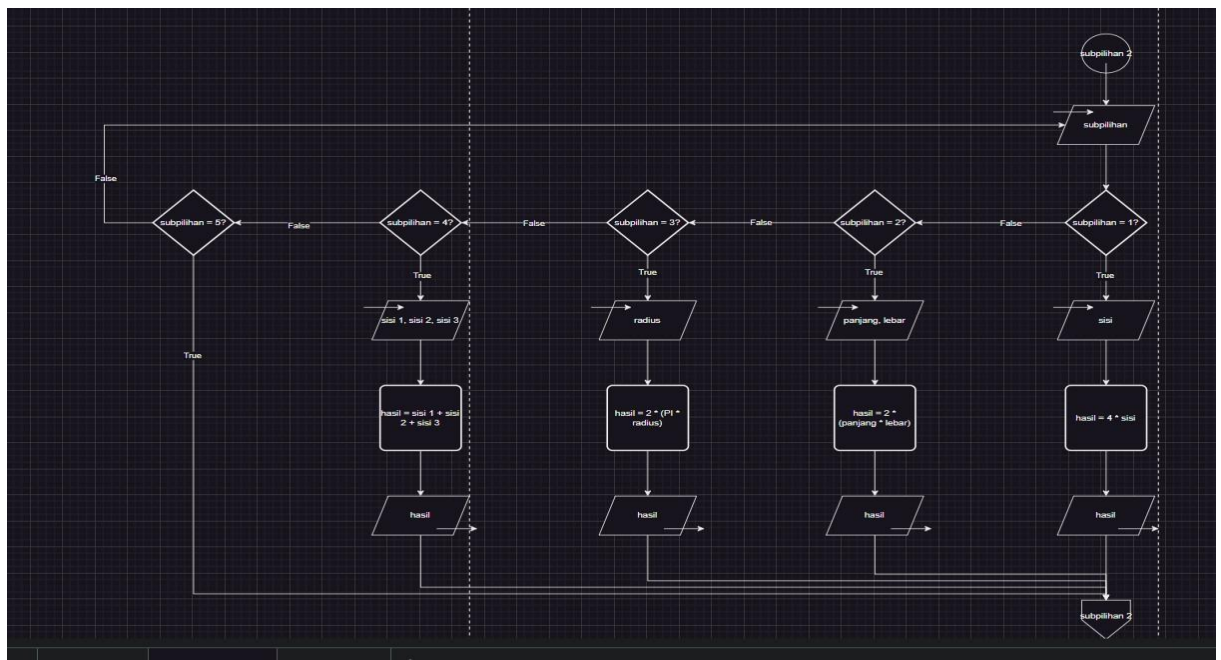 subpilihan 2
subpilihan
False
subpilihan = 5?
False
subpilihan = 4?
False
subpilihan = 3?
False
subpilihan = 2?
False
subpilihan = 1?
True
True
True
True
sisi 1, sisi 2, sisi 3
radius
panjang, lebar
sisi
True
hasil = sisi 1 + sisi
2 + sisi 3
hasil = 2 * (PI *
radius)
hasil = 2 *
(panjang * lebar)
hasil = 4 * sisi
hasil
hasil
hasil
hasil
subpilihan 2